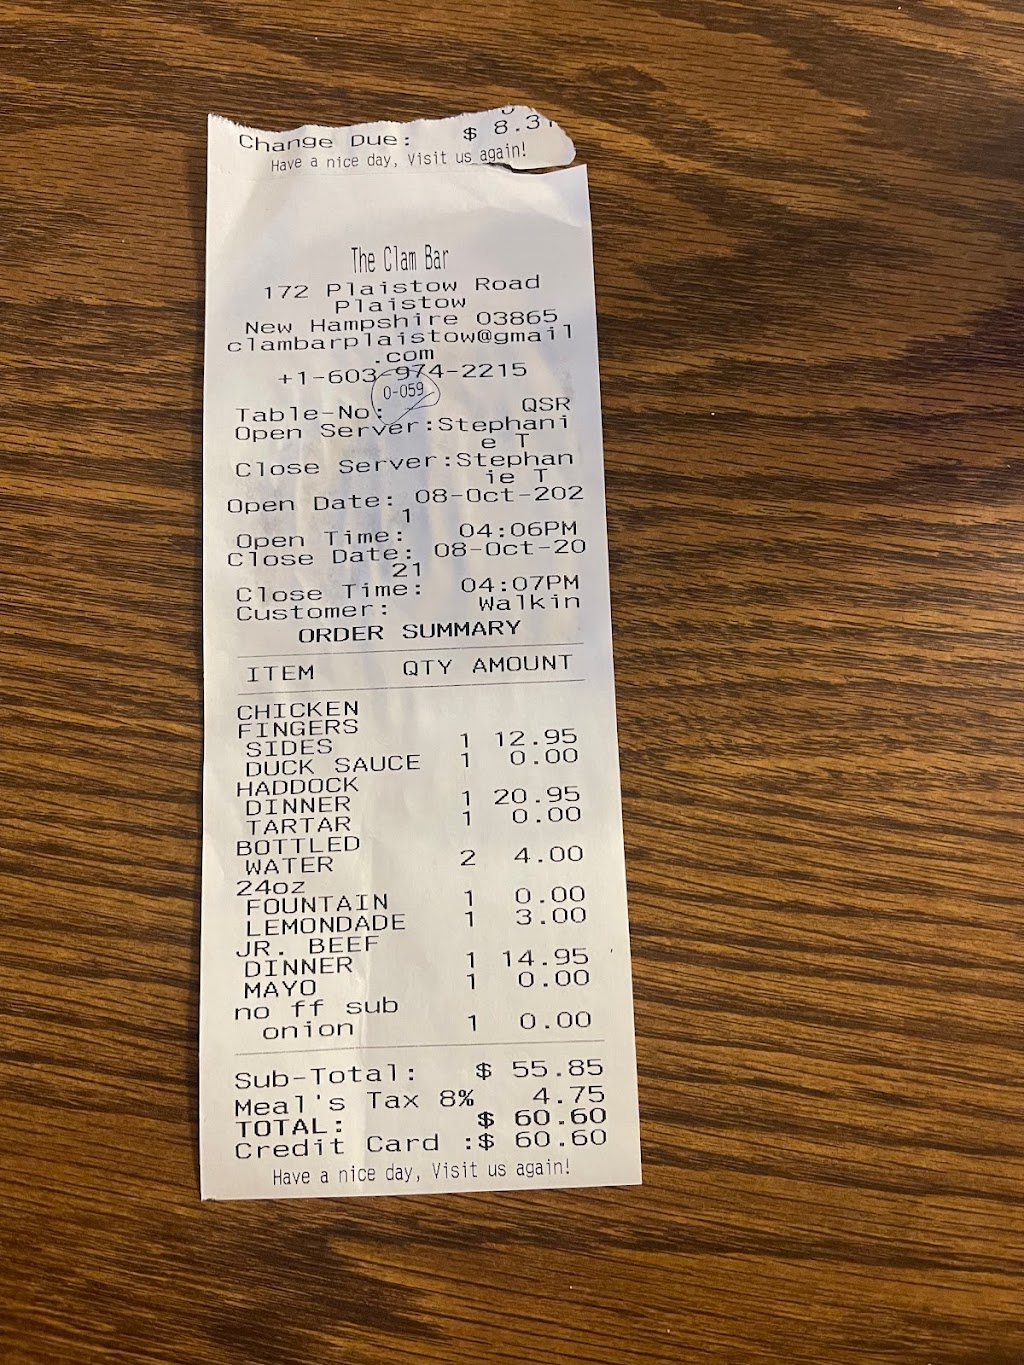 Change Due: $ 8.3
Have a nice day, Visit us again!
The Clam Bar
172 Plaistow Road
Plaistow
New Hampshire 03865
clambarplaistow@gmail
.com
+1-603-974-2215
0-059
Table-No: QSR
Open Server:Stephani
e T
Close Server:Stephan
ie T
Open Date: 08-Oct-202
1
Open Time: 04:06PM
Close Date: 08-Oct-20
21
Close Time: 04:07PM
Customer: Walkin
ORDER SUMMARY
ITEM QTY AMOUNT
CHICKEN
FINGERS
SIDES 1 12.95
DUCK SAUCE 1 0.00
HADDOCK
DINNER 1 20.95
TARTAR 1 0.00
BOTTLED
WATER 2 4.00
24oz
FOUNTAIN 1 0.00
LEMONDADE 1 3.00
JR. BEEF
DINNER 1 14.95
MAYO 1 0.00
no ff sub
onion 1 0.00
Sub-Total: $ 55.85
Meal's Tax 8% 4.75
TOTAL: $ 60.60
Credit Card :$ 60.60
Have a nice day, Visit us again!